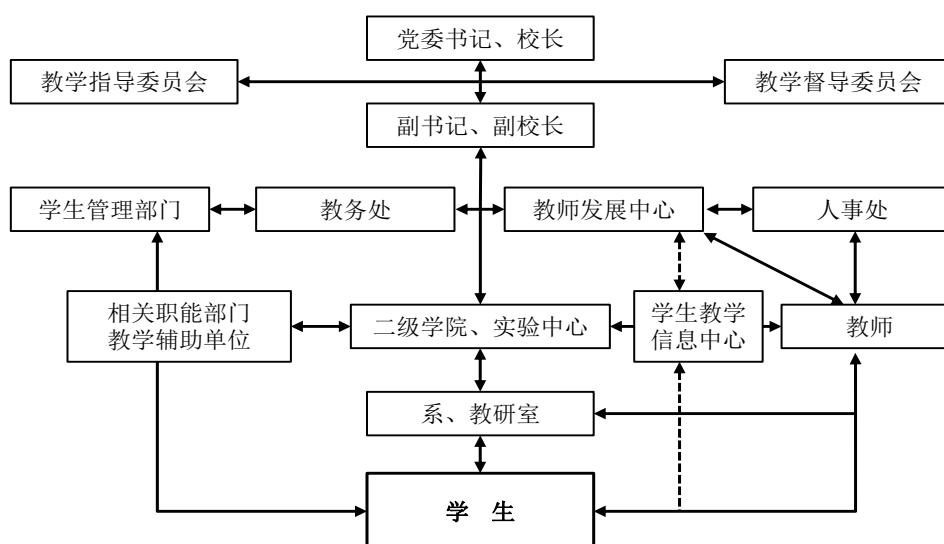 党委书记、校长
教学指导委员会
教学督导委员会
副书记、副校长
学生管理部门
教务处
教师发展中心
人事处
相关职能部门
教学辅助单位
二级学院、实验中心
学生教学
信息中心
教师
系、教研室
学 生